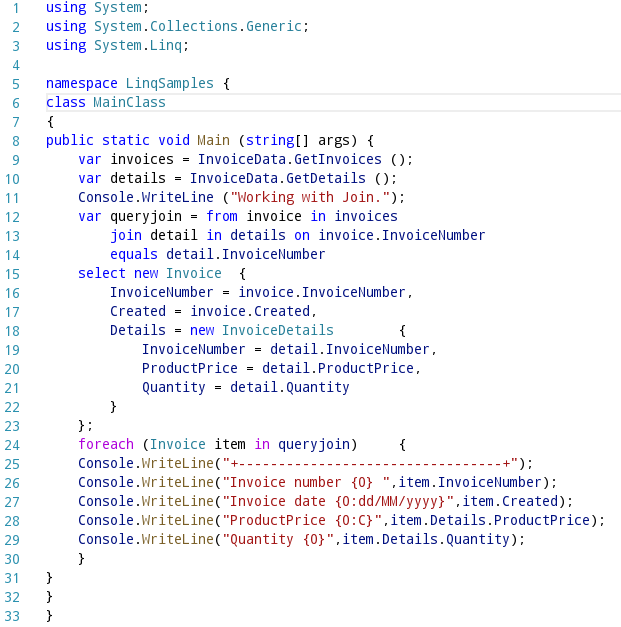 1 using System;
2 using System.Collections.Generic;
3 using System.Linq;
4
5 namespace LinqSamples {
6 class MainClass
7 {
8 public static void Main (string[] args) {
9     var invoices = InvoiceData.GetInvoices ();
10     var details = InvoiceData.GetDetails ();
11     Console.WriteLine ("Working with Join.");
12     var queryjoin = from invoice in invoices
13         join detail in details on invoice.InvoiceNumber
14         equals detail.InvoiceNumber
15     select new Invoice  {
16         InvoiceNumber = invoice.InvoiceNumber,
17         Created = invoice.Created,
18         Details = new InvoiceDetails        {
19             InvoiceNumber = detail.InvoiceNumber,
20             ProductPrice = detail.ProductPrice,
21             Quantity = detail.Quantity
22         }
23     };
24     foreach (Invoice item in queryjoin)     {
25     Console.WriteLine("+---------------------------------+");
26     Console.WriteLine("Invoice number {0} ",item.InvoiceNumber);
27     Console.WriteLine("Invoice date {0:dd/MM/yyyy}",item.Created);
28     Console.WriteLine("ProductPrice {0:C}",item.Details.ProductPrice);
29     Console.WriteLine("Quantity {0}",item.Details.Quantity);
30     }
31 }
32 }
33 }